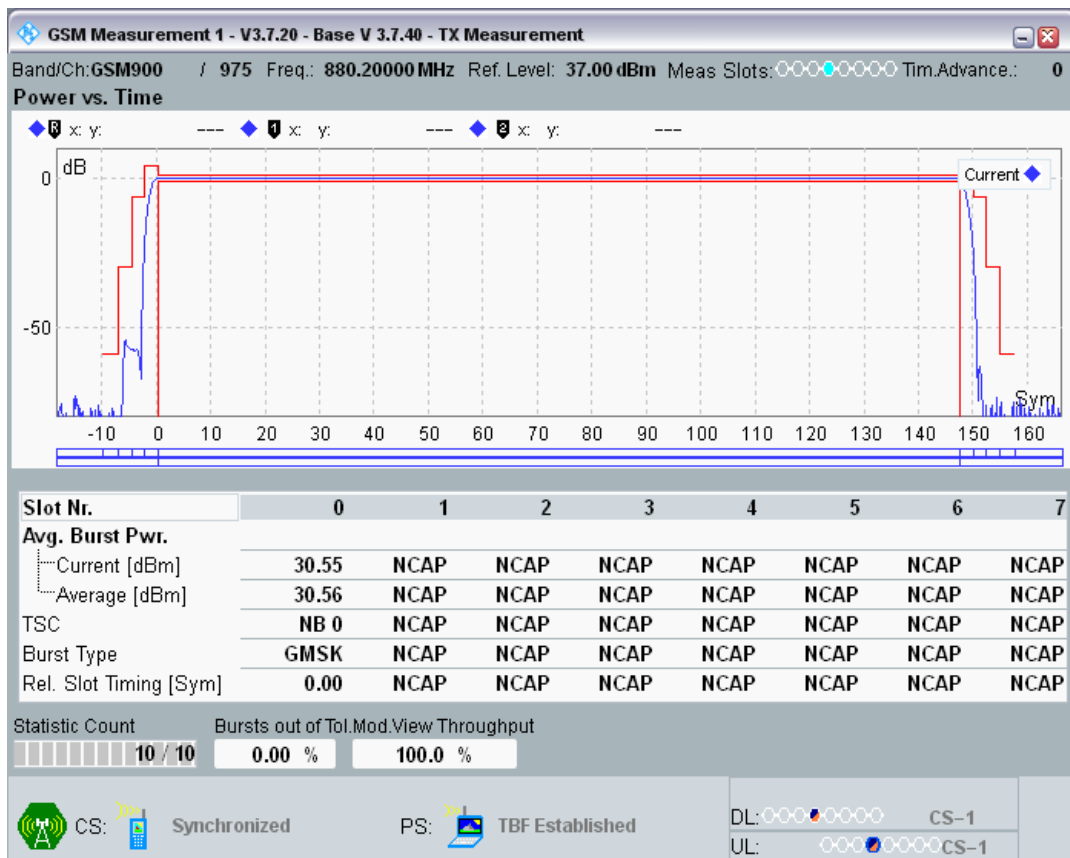 GSM Measurement 1 - V3.7.20 - Base V 3.7.40 - TX Measurement
Band/Ch:GSM900 / 975 Freq.: 880.20000 MHz Ref. Level: 37.00 dBm Meas Slots: Tim.Advance.: 0
Power vs. Time
R x: y: --- 1 x: y: --- 2 x: y: ---
dB
0
Current
-50
Sym
-10 0 10 20 30 40 50 60 70 80 90 100 110 120 130 140 150 160
Slot Nr. 0 1 2 3 4 5 6 7
Avg. Burst Pwr.
Current [dBm] 30.55 NCAP NCAP NCAP NCAP NCAP NCAP NCAP
Average [dBm] 30.56 NCAP NCAP NCAP NCAP NCAP NCAP NCAP
TSC NB 0 NCAP NCAP NCAP NCAP NCAP NCAP NCAP
Burst Type GMSK NCAP NCAP NCAP NCAP NCAP NCAP NCAP
Rel. Slot Timing [Sym] 0.00 NCAP NCAP NCAP NCAP NCAP NCAP NCAP
Statistic Count Bursts out of Tol. Mod.View Throughput
10 / 10 0.00 % 100.0 %
CS: Synchronized PS: TBF Established DL: CS-1
UL: CS-1